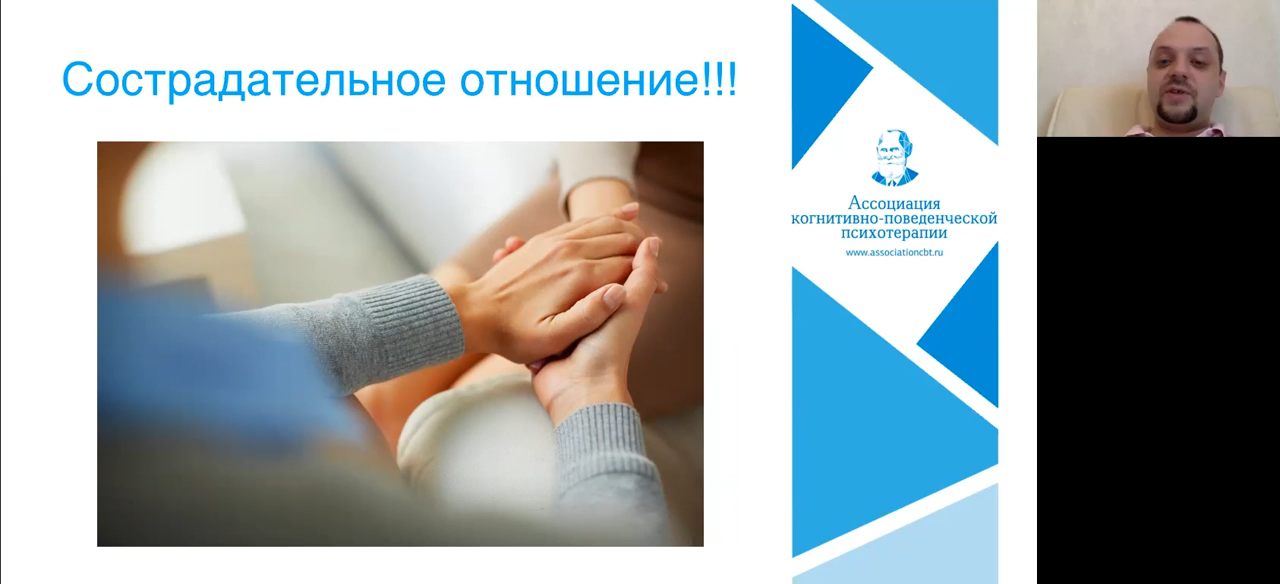 Сострадательное отношение!!!
Ассоциация
когнитивно-поведенческой
психотерапии
www.associationcbt.ru